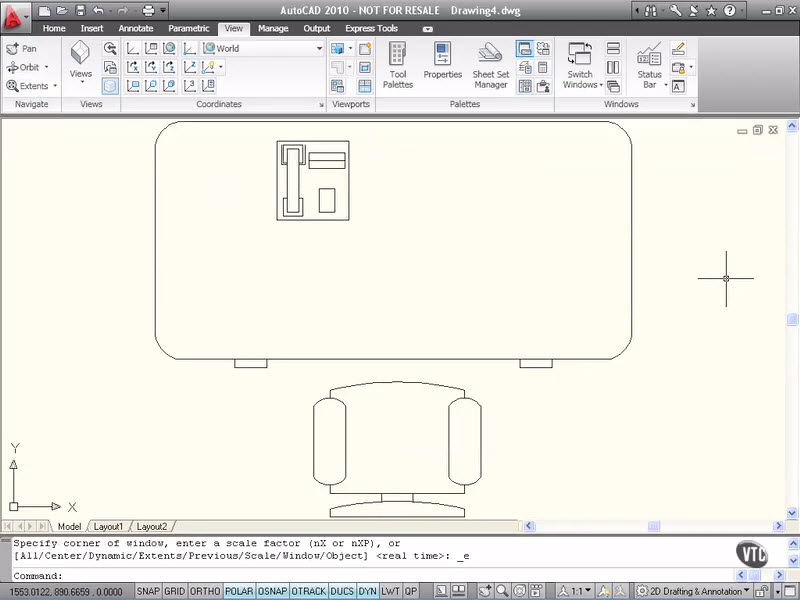 AutoCAD 2010 - NOT FOR RESALE Drawing4.dwg
Home Insert Annotate Parametric View Manage Output Express Tools
Pan
Orbit
Extents
Views
World
Tool Palettes
Properties
Sheet Set Manager
Switch Windows
Status Bar
Navigate Views Coordinates Viewports Palettes Windows
Y
X
Model Layout1 Layout2
Specify corner of window, enter a scale factor (nX or nXP), or
[All/Center/Dynamic/Extents/Previous/Scale/Window/Object] <real time>: _e
Command:
VTC
1553.0122, 890.6659, 0.0000 SNAP GRID ORTHO POLAR OSNAP OTRACK DUCS DYN LWT QP 1:1 2D Drafting & Annotation